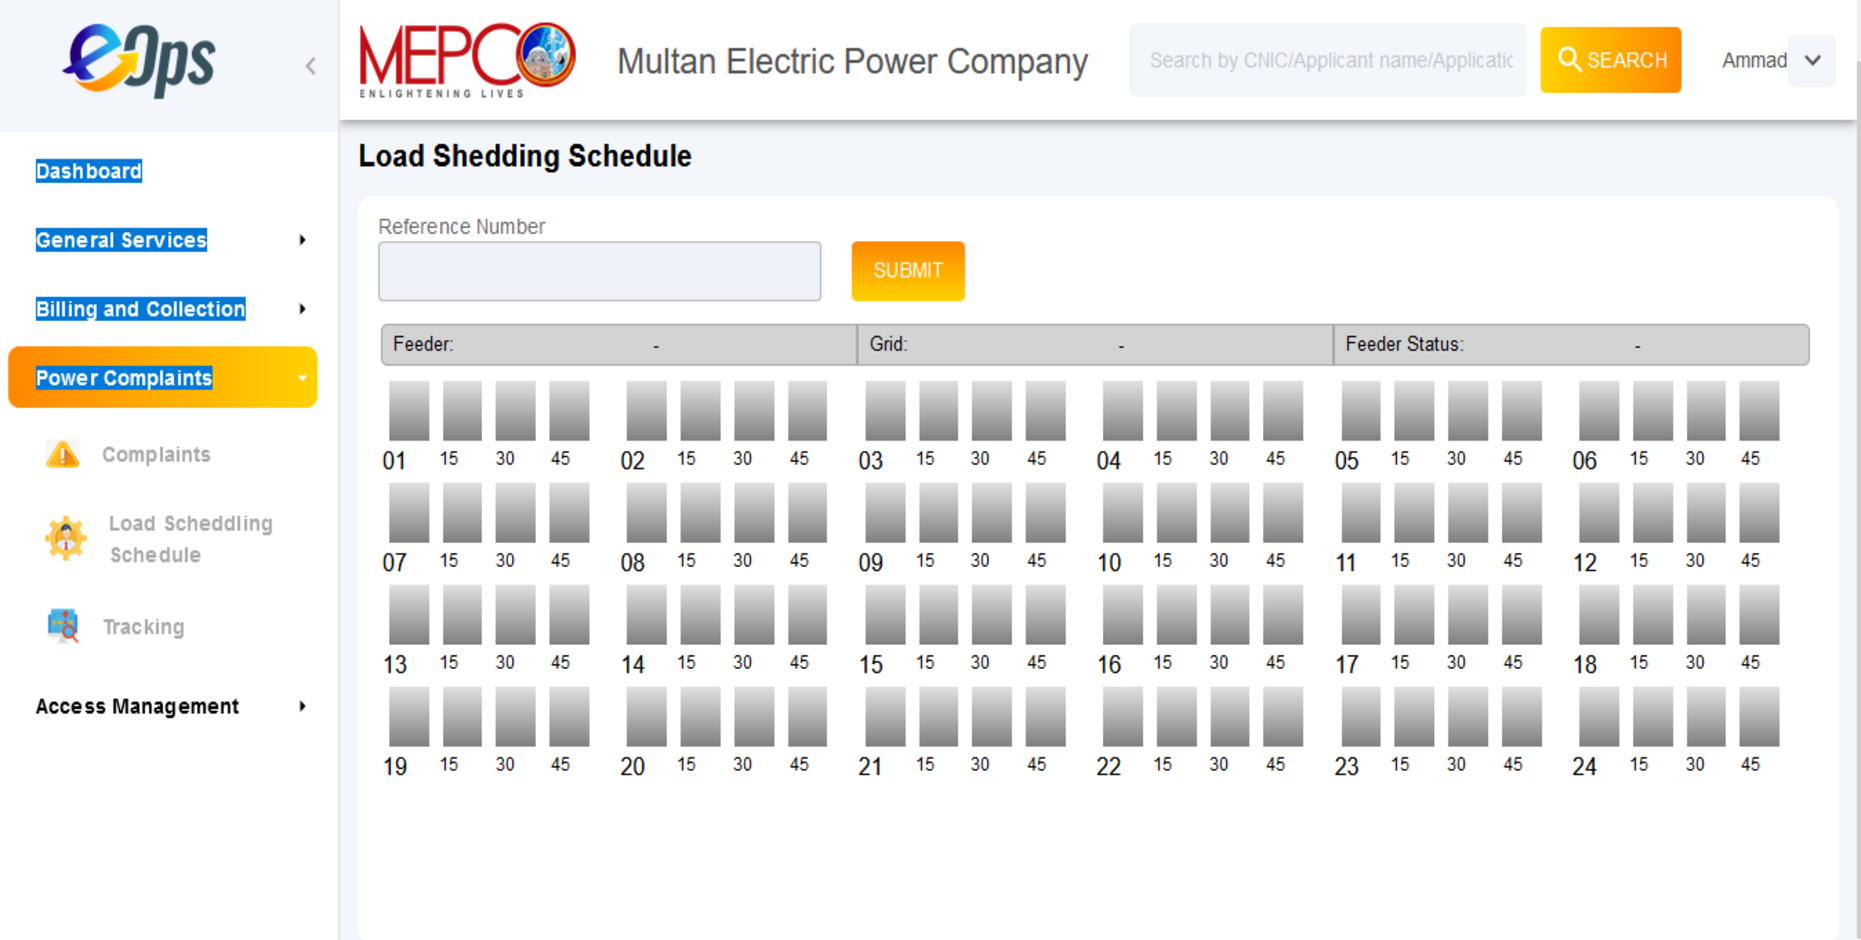 eOps
MEPCO
ENLIGHTENING LIVES
Multan Electric Power Company
Search by CNIC/Applicant name/Applicatic
SEARCH
Ammad
Dashboard
General Services
Billing and Collection
Power Complaints
Complaints
Load Scheddling
Schedule
Tracking
Access Management
Load Shedding Schedule
Reference Number
SUBMIT
Feeder: - Grid: - Feeder Status: -
01 15 30 45 02 15 30 45 03 15 30 45 04 15 30 45 05 15 30 45 06 15 30 45
07 15 30 45 08 15 30 45 09 15 30 45 10 15 30 45 11 15 30 45 12 15 30 45
13 15 30 45 14 15 30 45 15 15 30 45 16 15 30 45 17 15 30 45 18 15 30 45
19 15 30 45 20 15 30 45 21 15 30 45 22 15 30 45 23 15 30 45 24 15 30 45